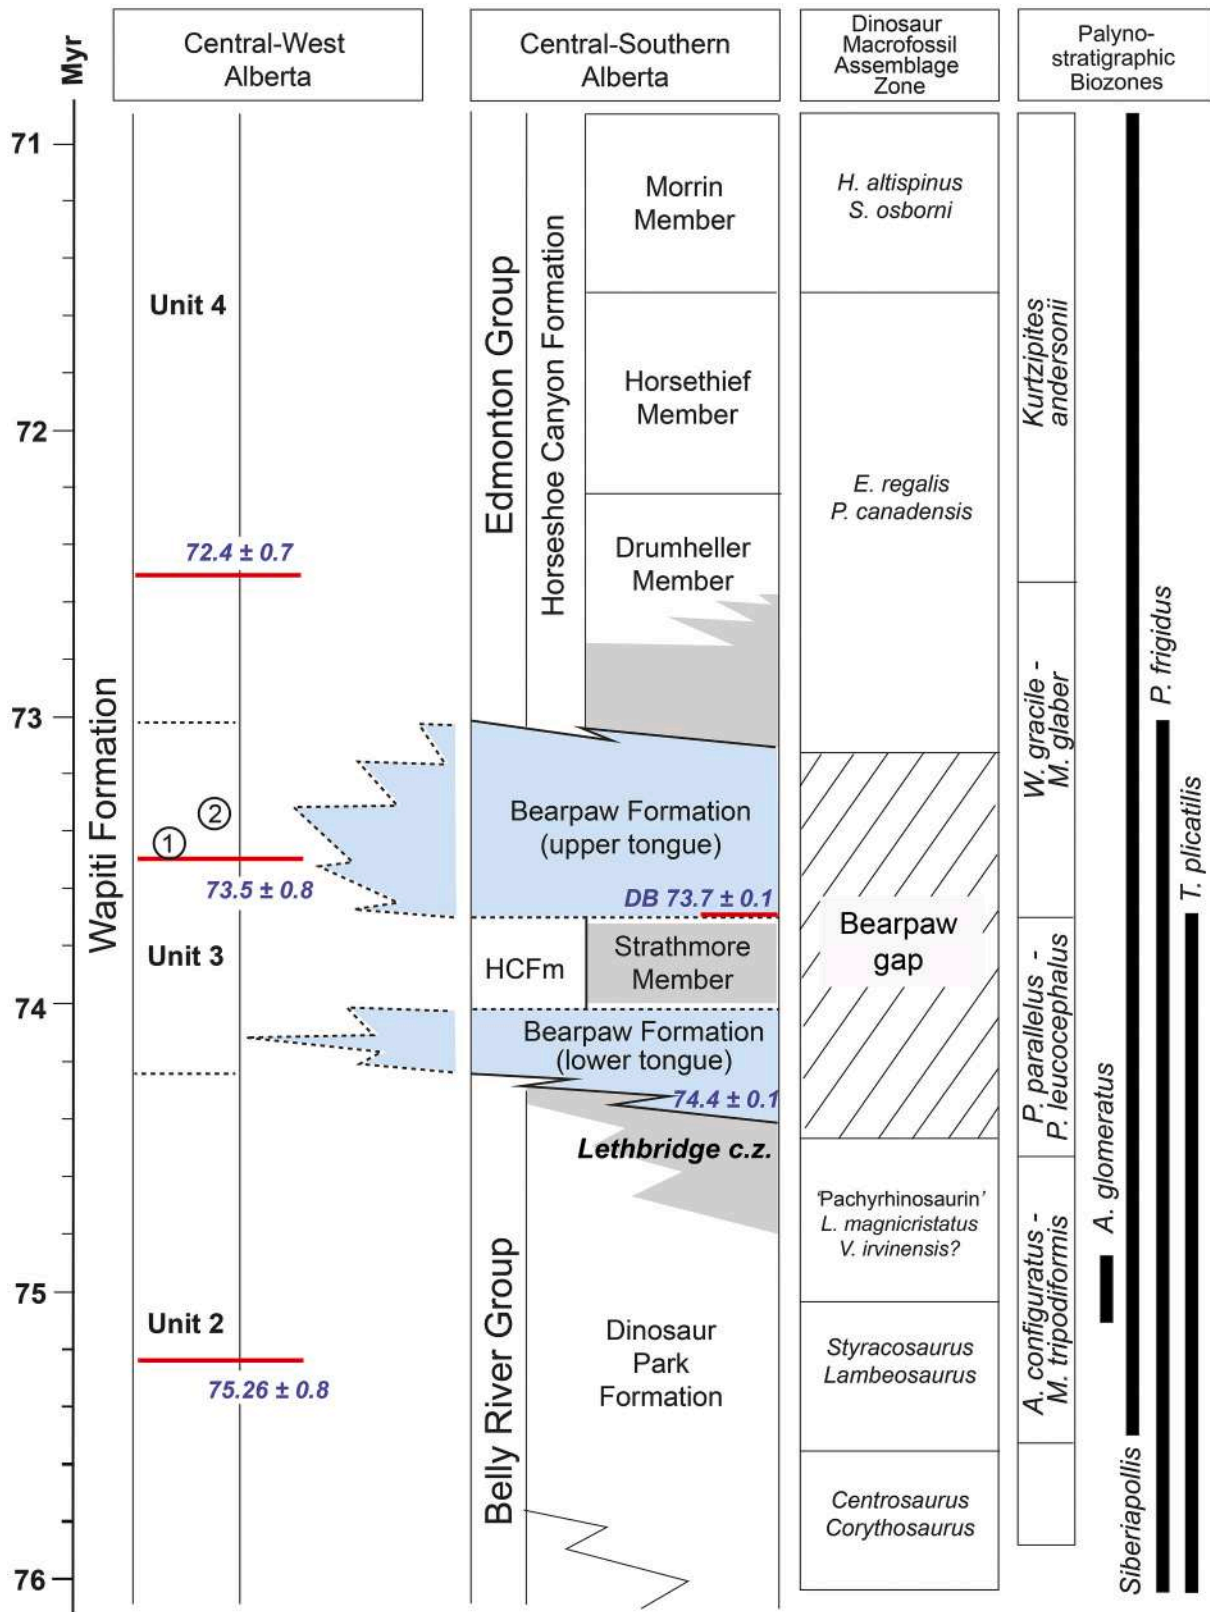 Myr
Central-West
Alberta
Central-Southern
Alberta
Dinosaur
Macrofossil
Assemblage
Zone
Palyno-
stratigraphic
Biozones
71
72
73
74
75
76
Wapiti Formation
Unit 4
72.4 ± 0.7
1
2
73.5 ± 0.8
Unit 3
Unit 2
75.26 ± 0.8
Edmonton Group
Horseshoe Canyon Formation
Morrin
Member
Horsethief
Member
Drumheller
Member
Bearpaw Formation
(upper tongue)
DB 73.7 ± 0.1
HCFm
Strathmore
Member
Bearpaw Formation
(lower tongue)
74.4 ± 0.1
Lethbridge c.z.
Belly River Group
Dinosaur
Park
Formation
H. altispinus
S. osborni
E. regalis
P. canadensis
Bearpaw
gap
'Pachyrhinosaurin'
L. magnicristatus
V. irvinensis?
Styracosaurus
Lambeosaurus
Centrosaurus
Corythosaurus
Kurtzipites
andersonii
W. gracile -
M. glaber
P. parallelus -
P. leucocephalus
A. configuratus -
M. tripodiformis
A. glomeratus
Siberiapollis
P. frigidus
T. plicatilis